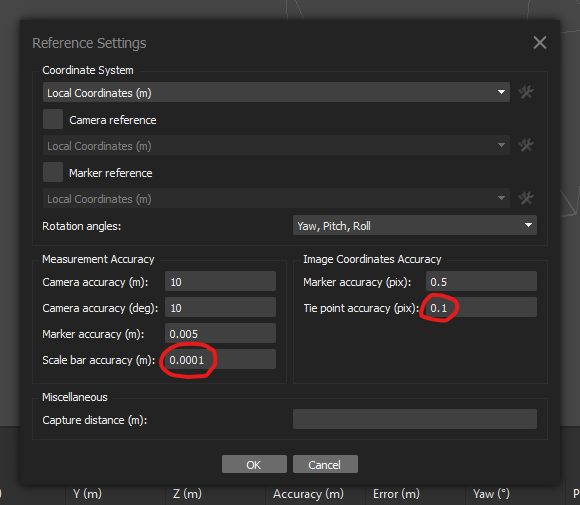 Reference Settings
Coordinate System
Local Coordinates (m)
Camera reference
Local Coordinates (m)
Marker reference
Local Coordinates (m)
Rotation angles: Yaw, Pitch, Roll
Measurement Accuracy
Camera accuracy (m): 10
Camera accuracy (deg): 10
Marker accuracy (m): 0.005
Scale bar accuracy (m): 0.0001
Image Coordinates Accuracy
Marker accuracy (pix): 0.5
Tie point accuracy (pix): 0.1
Miscellaneous
Capture distance (m):
OK Cancel
) Y (m) Z (m) Accuracy (m) Error (m) Yaw (°) P